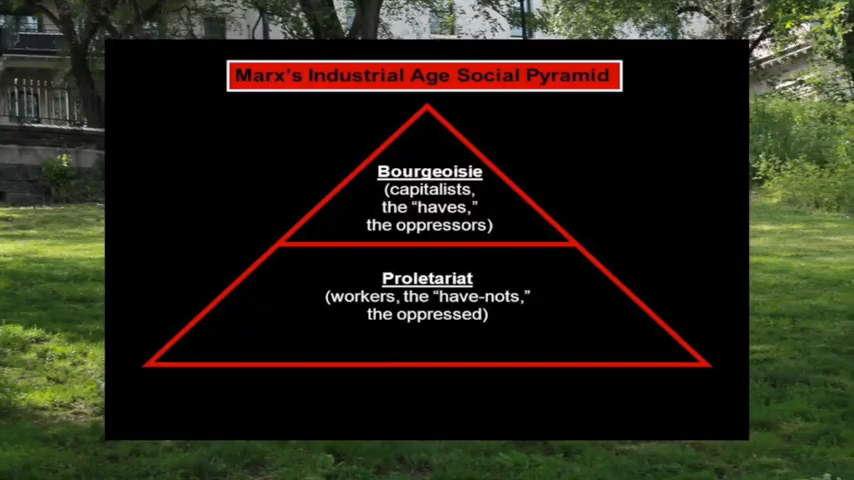 Marx's Industrial Age Social Pyramid
Bourgeoisie
(capitalists,
the “haves,”
the oppressors)
Proletariat
(workers, the “have-nots,”
the oppressed)